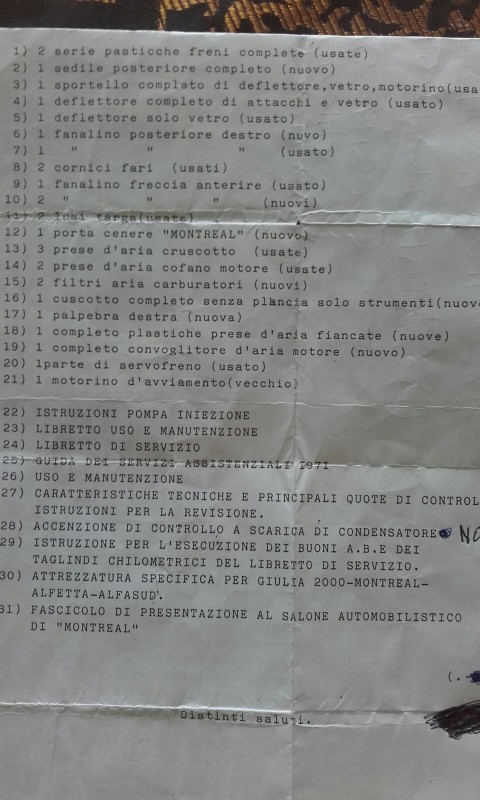 1) 2 serie pasticche freni complete (usate)
2) 1 sedile posteriore completo (nuovo)
3) 1 sportello complato di deflettore,vetro,motorino(usa
4) 1 deflettore completo di attacchi e vetro (usato)
5) 1 deflettore solo vetro (usato)
6) 1 fanalino posteriore destro (nuvo)
7) 1 " " " (usato)
8) 2 cornici fari (usati)
9) 1 fanalino freccia anterire (usato)
10) 2 " " " (nuovi)
11) 2 luci targa(usate)
12) 1 porta cenere "MONTREAL" (nuovo)
13) 3 prese d'aria cruscotto (usate)
14) 2 prese d'aria cofano motore (usate)
15) 2 filtri aria carburatori (nuovi)
16) 1 cuscotto completo senza plancia solo strumenti(nuovo
17) 1 palpebra destra (nuova)
18) 1 completo plastiche prese d'aria fiancate (nuove)
19) 1 completo convoglitore d'aria motore (nuovo)
20) 1parte di servofreno (usato)
21) 1 motorino d'avviamento(vecchio)
22) ISTRUZIONI POMPA INIEZIONE
23) LIBRETTO USO E MANUTENZIONE
24) LIBRETTO DI SERVIZIO
25) GUIDA DEI SERVIZI ASSISTENZIALI I97I
26) USO E MANUTENZIONE
27) CARATTERISTICHE TECNICHE E PRINCIPALI QUOTE DI CONTROL
ISTRUZIONI PER LA REVISIONE.
28) ACCENZIONE DI CONTROLLO A SCARICA DI CONDENSATORE NO
29) ISTRUZIONE PER L'ESECUZIONE DEI BUONI A.B.E DEI
TAGLINDI CHILOMETRICI DEL LIBRETTO DI SERVIZIO.
30) ATTREZZATURA SPECIFICA PER GIULIA 2000-MONTREAL-
ALFETTA-ALFASUD'.
31) FASCICOLO DI PRESENTAZIONE AL SALONE AUTOMOBILISTICO
DI "MONTREAL"
(.
Distinti saluti.